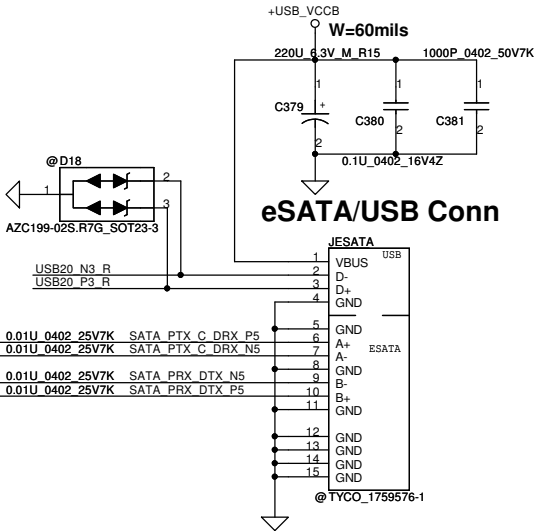 +USB_VCCB
W=60mils
220U_6.3V_M_R15 1000P_0402_50V7K
1 1 1
C379 + C380 C381
2 2 2
0.1U_0402_16V4Z
@D18
1 2
3
AZC199-02S.R7G_SOT23-3
eSATA/USB Conn
JESATA
1 VBUS USB
USB20_N3_R 2 D-
USB20_P3_R 3 D+
4 GND
5 GND
0.01U_0402_25V7K SATA_PTX_C_DRX_P5 6 A+
0.01U_0402_25V7K SATA_PTX_C_DRX_N5 7 A- ESATA
8 GND
0.01U_0402_25V7K SATA_PRX_DTX_N5 9 B-
0.01U_0402_25V7K SATA_PRX_DTX_P5 10 B+
11 GND
12 GND
13 GND
14 GND
15 GND
@TYCO_1759576-1